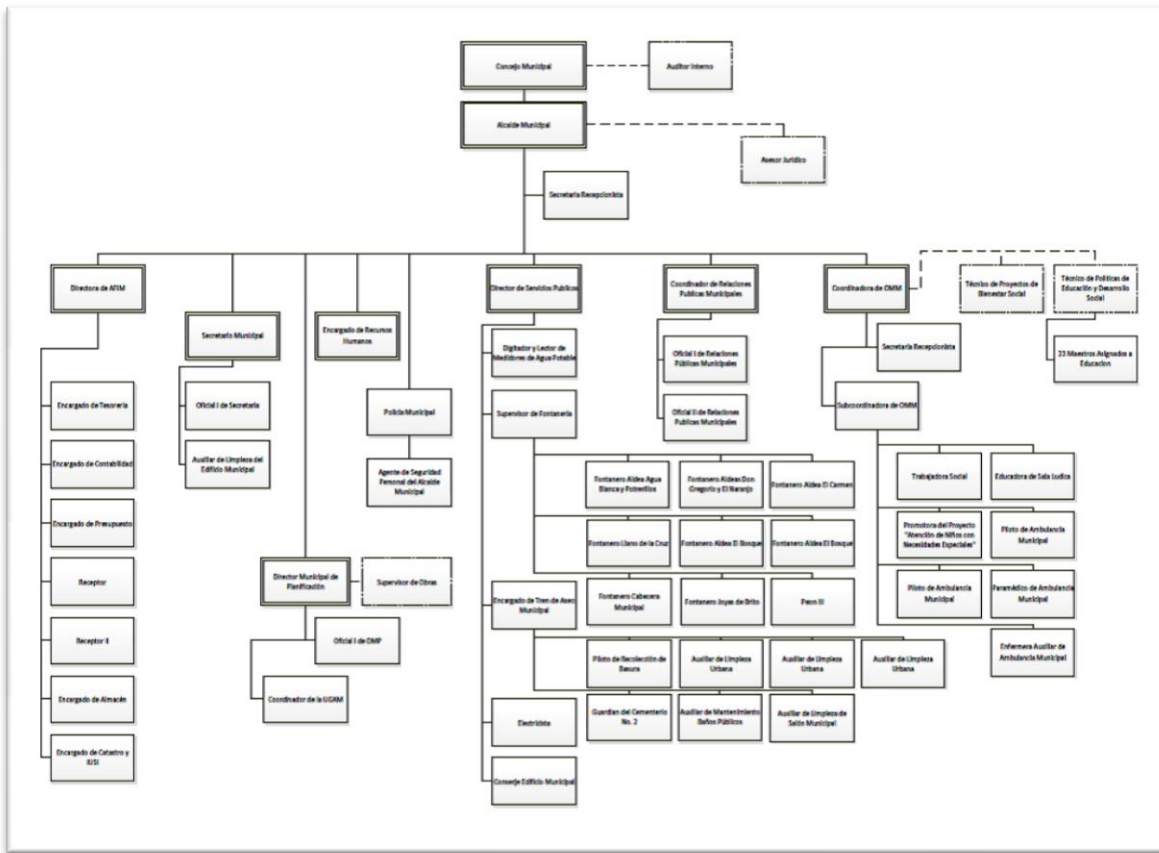 Concejo Municipal
Auditor Interno
Alcalde Municipal
Asesor Jurídico
Secretaria Recepcionista
Directora de AFIM
Secretario Municipal
Encargado de Recursos
Humanos
Director de Servicios Publicos
Coordinador de Relaciones
Publicas Municipales
Coordinadora de OMM
Técnico de Proyectos de
Bienestar Social
Técnico de Políticas de
Educación y Desarrollo
Social
Digitador y Lector de
Medidores de Agua Potable
Oficial I de Relaciones
Públicas Municipales
Secretaria Recepcionista
23 Maestros Asignados a
Educacion
Encargado de Tesorería
Oficial I de Secretaria
Policía Municipal
Supervisor de Fontanería
Oficial II de Relaciones
Publicas Municipales
Subcoordinadora de OMM
Encargado de Contabilidad
Auxiliar de Limpieza del
Edificio Municipal
Agente de Seguridad
Personal del Alcalde
Municipal
Fontanero Aldea Agua
Blanca y Potrerillos
Fontanero Aldeas Don
Gregorio y El Naranjo
Fontanero Aldea El Carmen
Trabajadora Social
Educadora de Sala Ludica
Encargado de Presupuesto
Fontanero Llano de la Cruz
Fontanero Aldea El Bosque
Fontanero Aldea El Bosque
Promotora del Proyecto
"Atención de Niños con
Necesidades Especiales"
Piloto de Ambulancia
Municipal
Receptor
Director Municipal de
Planificación
Supervisor de Obras
Encargado de Tren de Aseo
Municipal
Fontanero Cabecera
Municipal
Fontanero Joyas de Brito
Peon III
Piloto de Ambulancia
Municipal
Paramédico de Ambulancia
Municipal
Receptor II
Oficial I de DMP
Piloto de Recolección de
Basura
Auxiliar de Limpieza
Urbana
Auxiliar de Limpieza
Urbana
Auxiliar de Limpieza
Urbana
Enfermera Auxiliar de
Ambulancia Municipal
Encargado de Almacén
Coordinador de la UGAM
Electricista
Guardian del Cementerio
No. 2
Auxiliar de Mantenimiento
Baños Públicos
Auxiliar de Limpieza de
Salón Municipal
Encargado de Catastro y
IUSI
Conserje Edificio Municipal